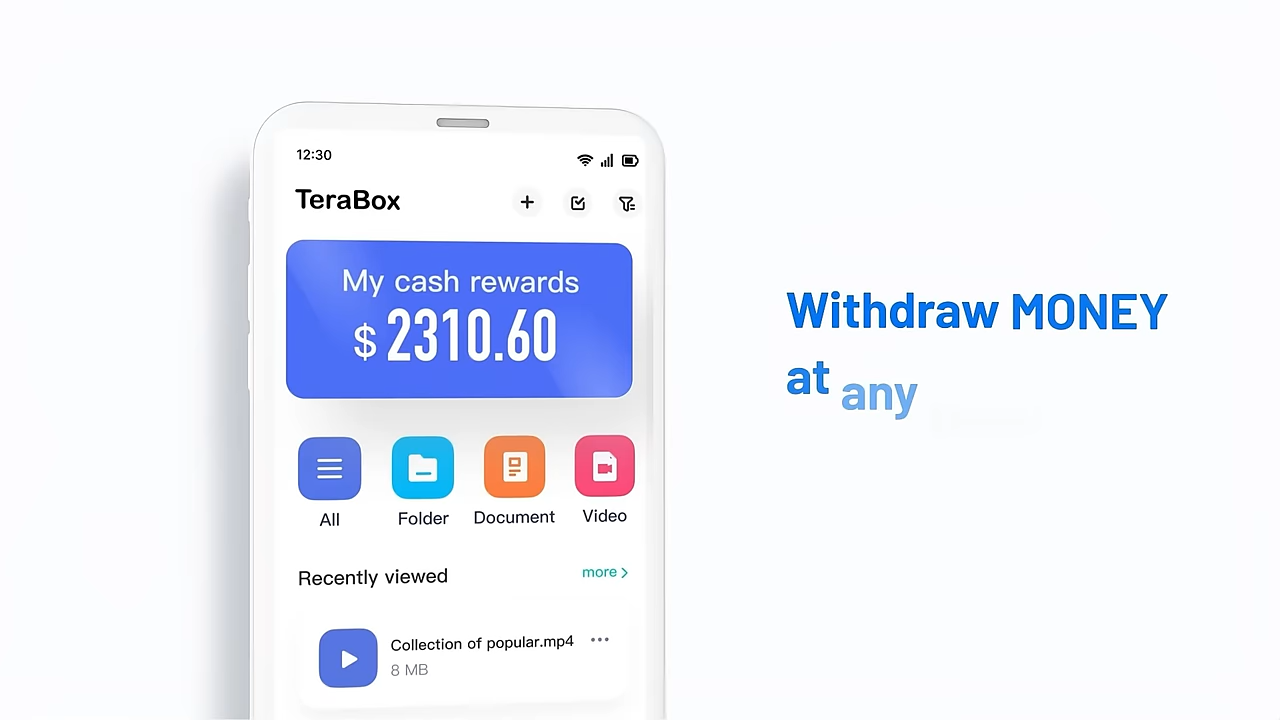 12:30
TeraBox
My cash rewards
$ 2310.60
All
Folder
Document
Video
Recently viewed
more >
Collection of popular.mp4
8 MB
Withdraw MONEY
at any